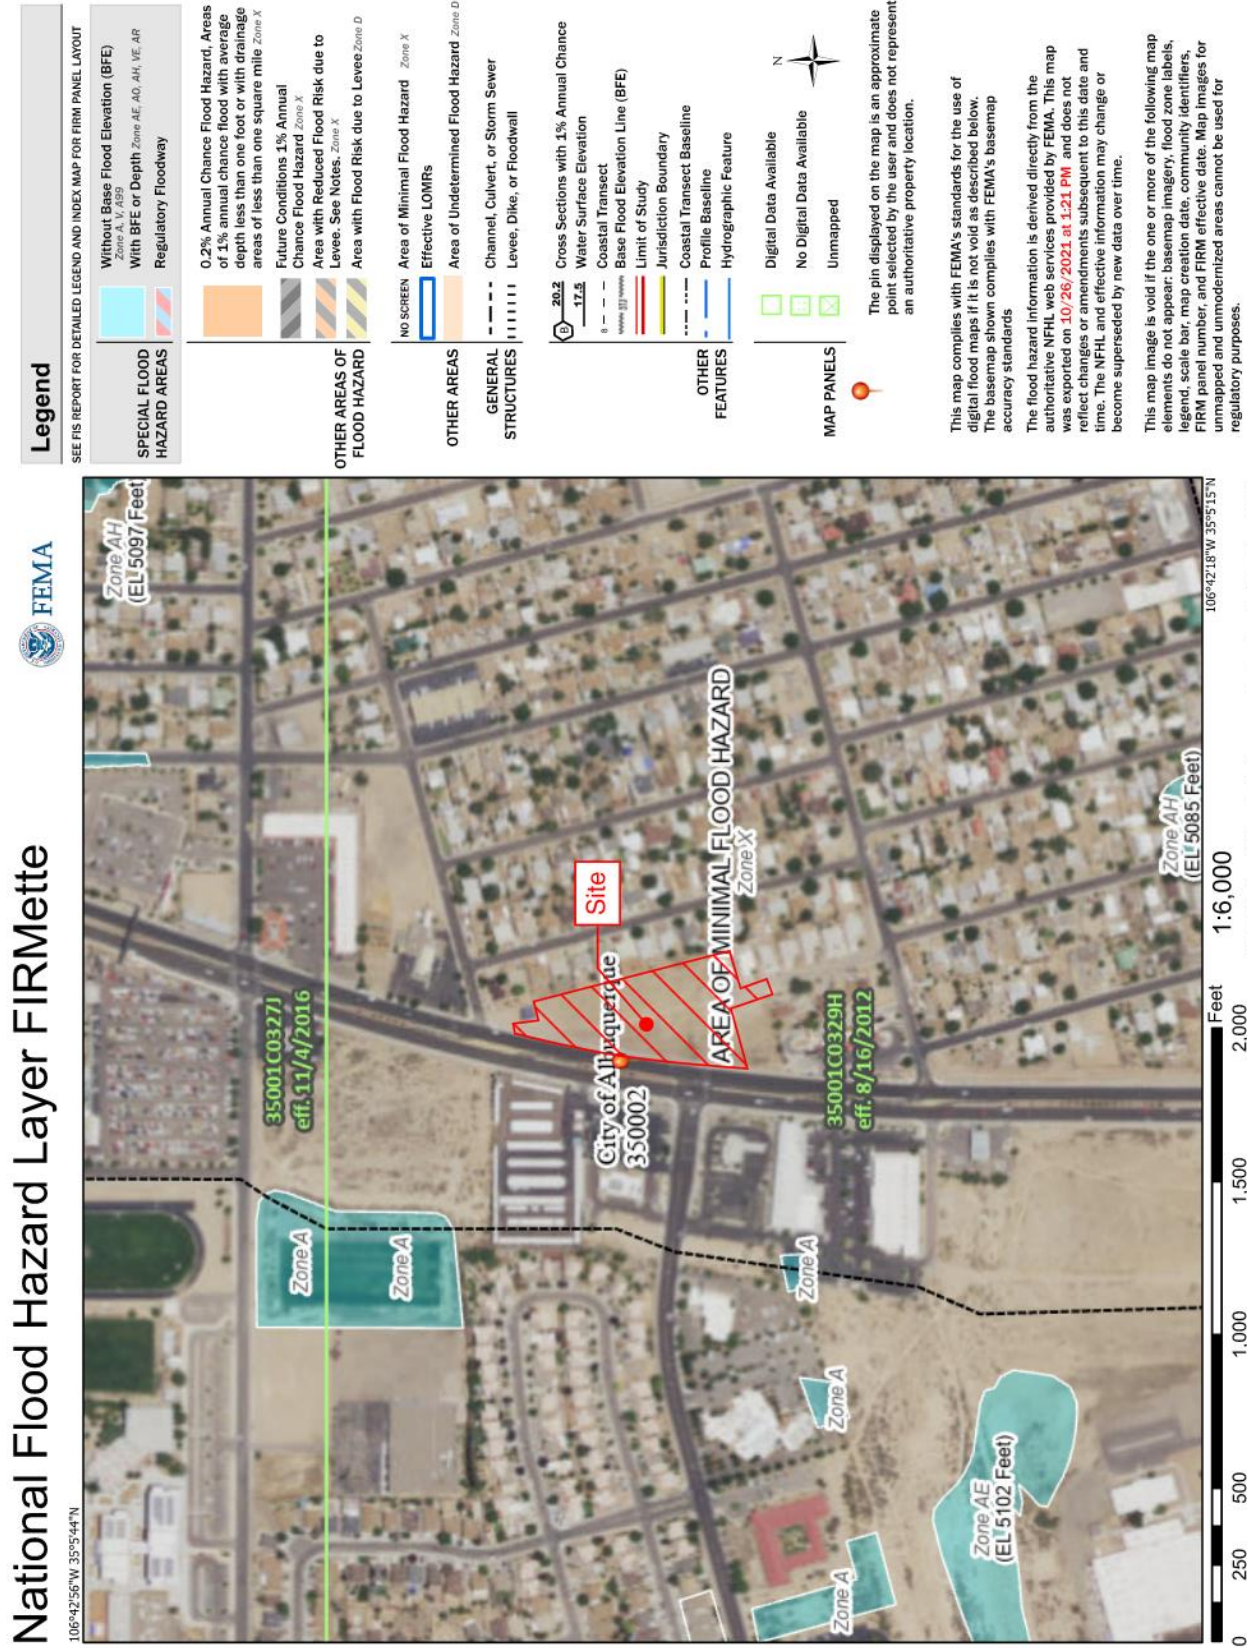 National Flood Hazard Layer FIRMette
FEMA
106°42'56"W 35°5'44"N
Zone AH
(EL 5097 Feet)
35001C0327J
eff. 11/4/2016
Zone A
Zone A
Site
City of Albuquerque
350002
AREA OF MINIMAL FLOOD HAZARD
Zone X
Zone A
Zone A
35001C0329H
eff. 8/16/2012
Zone A
Zone AE
(EL 5102 Feet)
Zone AH
(EL 5085 Feet)
106°42'18"W 35°5'15"N
0
250
500
1,000
1,500
2,000
Feet
1:6,000
Legend
SEE FIS REPORT FOR DETAILED LEGEND AND INDEX MAP FOR FIRM PANEL LAYOUT
SPECIAL FLOOD
HAZARD AREAS
Without Base Flood Elevation (BFE)
Zone A, V, A99
With BFE or Depth Zone AE, AO, AH, VE, AR
Regulatory Floodway
0.2% Annual Chance Flood Hazard, Areas
of 1% annual chance flood with average
depth less than one foot or with drainage
areas of less than one square mile Zone X
Future Conditions 1% Annual
Chance Flood Hazard Zone X
Area with Reduced Flood Risk due to
Levee. See Notes. Zone X
Area with Flood Risk due to Levee Zone D
OTHER AREAS OF
FLOOD HAZARD
NO SCREEN Area of Minimal Flood Hazard Zone X
Effective LOMRs
Area of Undetermined Flood Hazard Zone D
OTHER AREAS
Channel, Culvert, or Storm Sewer
Levee, Dike, or Floodwall
GENERAL
STRUCTURES
B 20.2 Cross Sections with 1% Annual Chance
17.5 Water Surface Elevation
8 Coastal Transect
513 Base Flood Elevation Line (BFE)
Limit of Study
Jurisdiction Boundary
Coastal Transect Baseline
Profile Baseline
Hydrographic Feature
OTHER
FEATURES
Digital Data Available
No Digital Data Available
Unmapped
MAP PANELS
N
The pin displayed on the map is an approximate
point selected by the user and does not represent
an authoritative property location.
This map complies with FEMA's standards for the use of
digital flood maps if it is not void as described below.
The basemap shown complies with FEMA's basemap
accuracy standards
The flood hazard information is derived directly from the
authoritative NFHL web services provided by FEMA. This map
was exported on 10/26/2021 at 1:21 PM and does not
reflect changes or amendments subsequent to this date and
time. The NFHL and effective information may change or
become superseded by new data over time.
This map image is void if the one or more of the following map
elements do not appear: basemap imagery, flood zone labels,
legend, scale bar, map creation date, community identifiers,
FIRM panel number, and FIRM effective date. Map images for
unmapped and unmodernized areas cannot be used for
regulatory purposes.